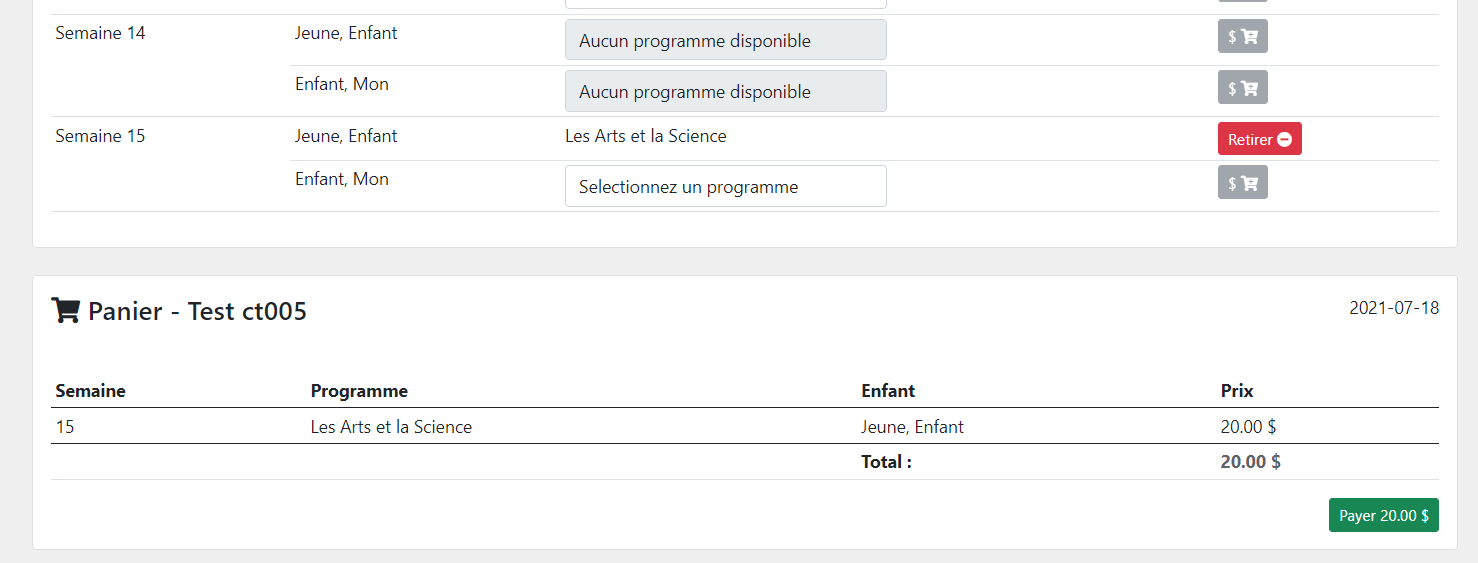 Semaine 14 Jeune, Enfant Aucun programme disponible $
Enfant, Mon Aucun programme disponible $
Semaine 15 Jeune, Enfant Les Arts et la Science Retirer
Enfant, Mon Selectionnez un programme $
Panier - Test ct005 2021-07-18
Semaine Programme Enfant Prix
15 Les Arts et la Science Jeune, Enfant 20.00 $
Total : 20.00 $
Payer 20.00 $